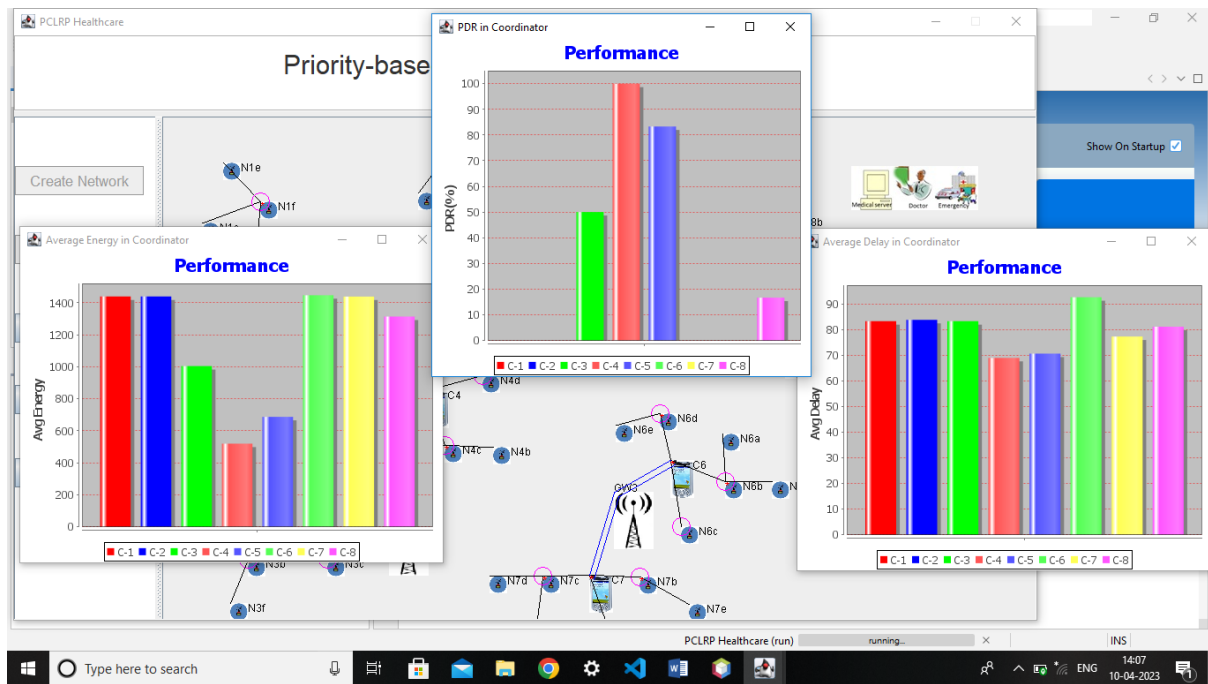 PCLRP Healthcare
Priority-base
Create Network
N1e
N1f
PDR in Coordinator
Performance
PDR(%)
100
90
80
70
60
50
40
30
20
10
0
C-1 C-2 C-3 C-4 C-5 C-6 C-7 C-8
Show On Startup
Medical server Doctor Emergency
8b
Average Energy in Coordinator
Performance
Avg Energy
1400
1200
1000
800
600
400
200
0
C-1 C-2 C-3 C-4 C-5 C-6 C-7 C-8
Average Delay in Coordinator
Performance
Avg Delay
90
80
70
60
50
40
30
20
10
0
C-1 C-2 C-3 C-4 C-5 C-6 C-7 C-8
N4d
C4
N4c
N4b
N6d
N6e
N6a
C6
N6b
N
GW3
N6c
N3b
N3c
N3f
N7d
N7c
C7
N7b
N7e
PCLRP Healthcare (run)
running...
INS
Type here to search
ENG
14:07
10-04-2023
1